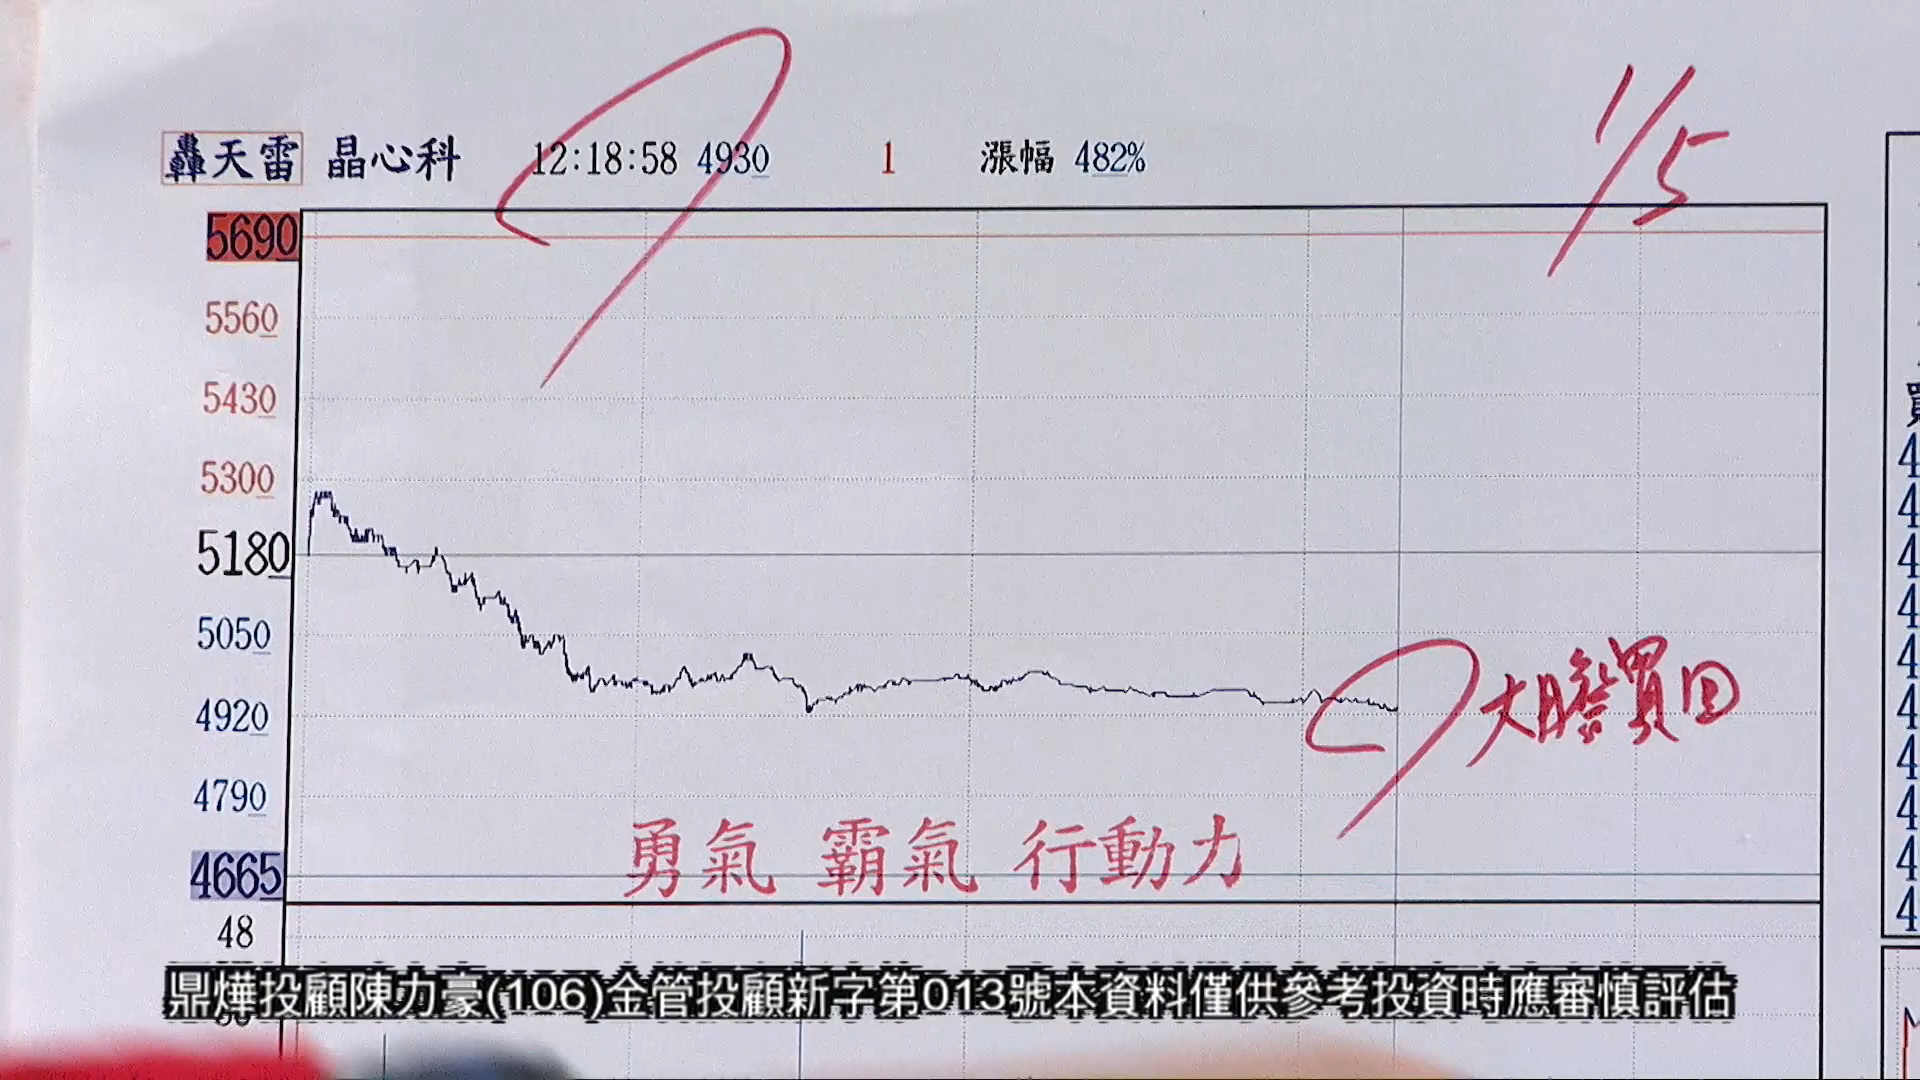 轟天雷 晶心科 12:18:58 4930 1 漲幅 482%
1/5
5690
5560
5430
5300
5180
5050
4920
4790
4665
48
大膽買回
勇氣 霸氣 行動力
鼎燁投顧陳力豪(106)金管投顧新字第013號本資料僅供參考投資時應審慎評估